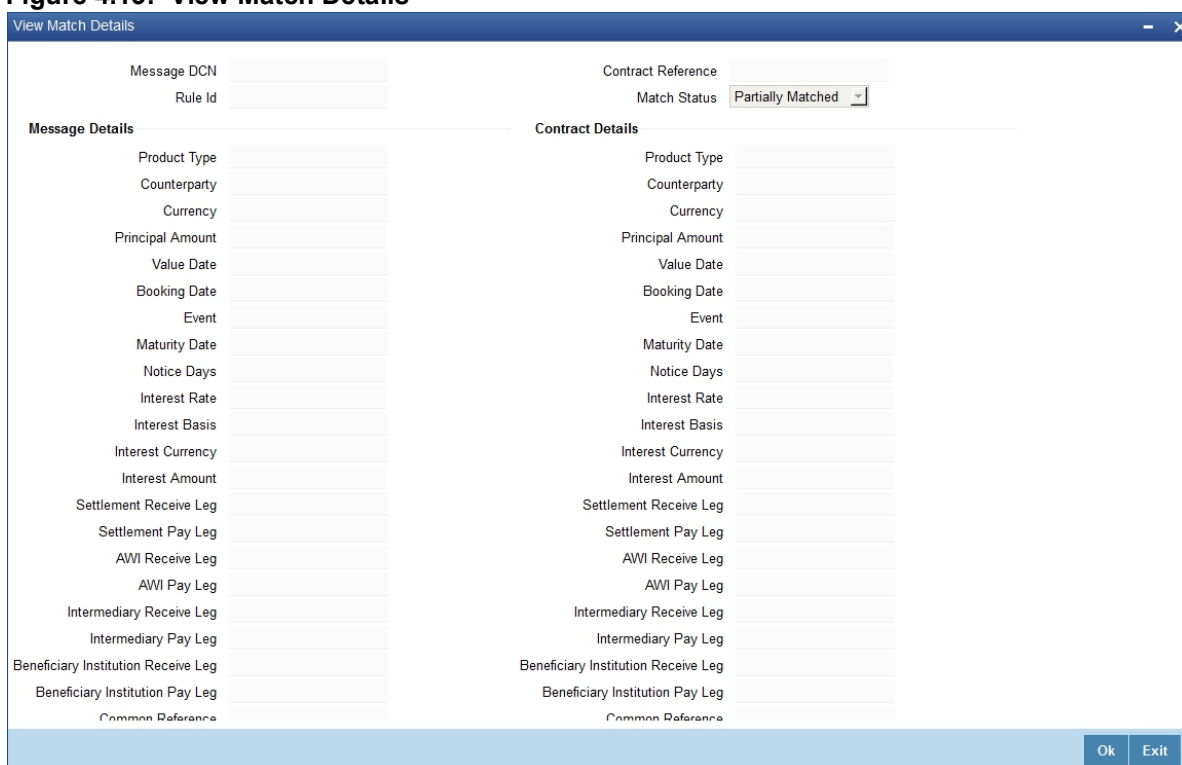 View Match Details
Message DCN
Contract Reference
Rule Id
Match Status Partially Matched
Message Details
Contract Details
Product Type
Product Type
Counterparty
Counterparty
Currency
Currency
Principal Amount
Principal Amount
Value Date
Value Date
Booking Date
Booking Date
Event
Event
Maturity Date
Maturity Date
Notice Days
Notice Days
Interest Rate
Interest Rate
Interest Basis
Interest Basis
Interest Currency
Interest Currency
Interest Amount
Interest Amount
Settlement Receive Leg
Settlement Receive Leg
Settlement Pay Leg
Settlement Pay Leg
AWI Receive Leg
AWI Receive Leg
AWI Pay Leg
AWI Pay Leg
Intermediary Receive Leg
Intermediary Receive Leg
Intermediary Pay Leg
Intermediary Pay Leg
Beneficiary Institution Receive Leg
Beneficiary Institution Receive Leg
Beneficiary Institution Pay Leg
Beneficiary Institution Pay Leg
Common Reference
Common Reference
Ok Exit